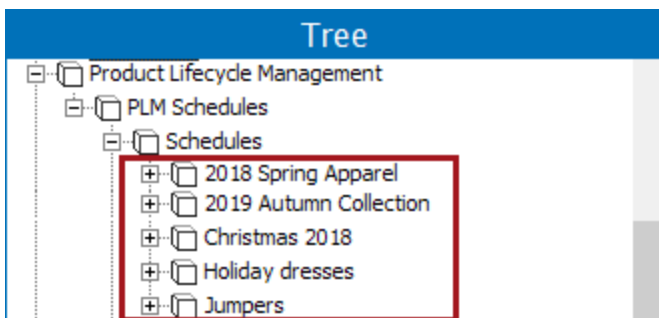 Tree
Product Lifecycle Management
PLM Schedules
Schedules
2018 Spring Apparel
2019 Autumn Collection
Christmas 2018
Holiday dresses
Jumpers